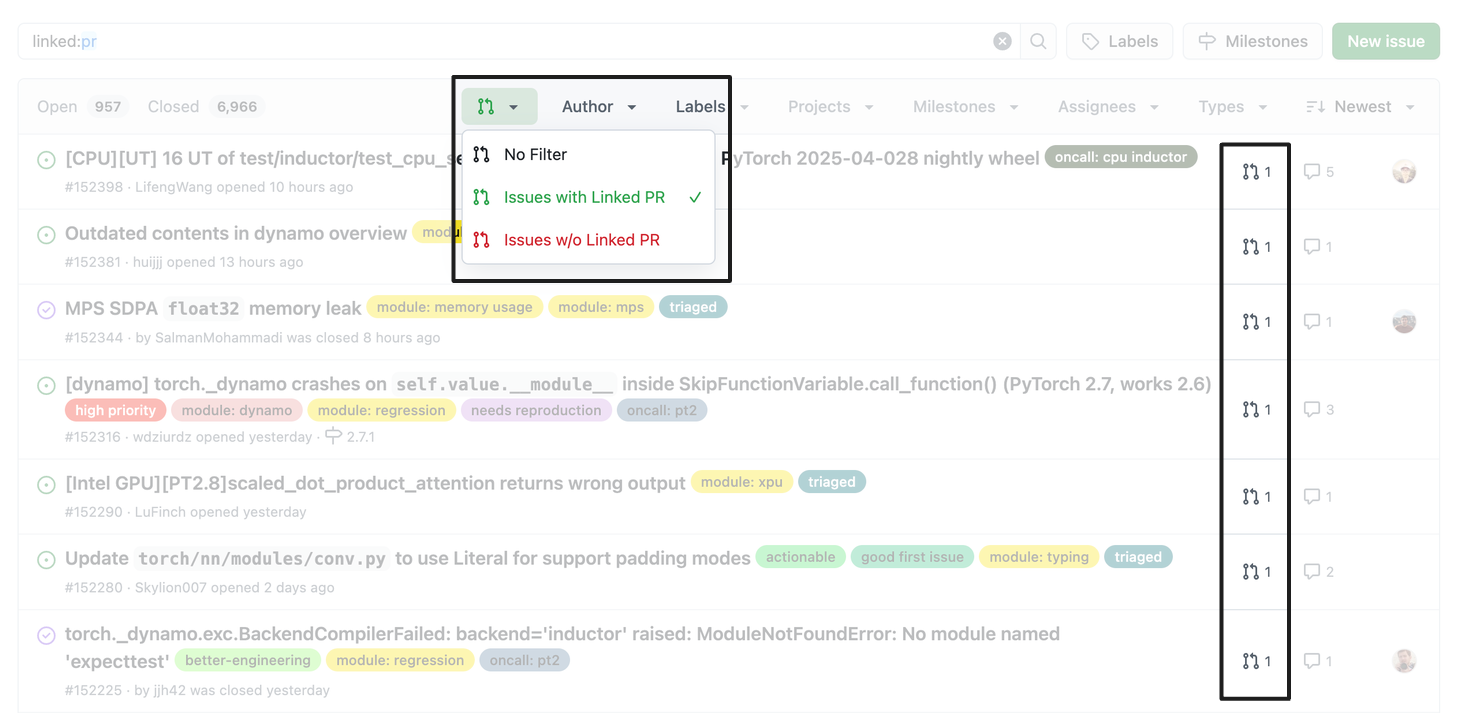 linked:pr
Labels
Milestones
New issue
Open 957 Closed 6,966
Author Labels Projects Milestones Assignees Types Newest
No Filter
Issues with Linked PR
Issues w/o Linked PR
[CPU][UT] 16 UT of test/inductor/test_cpu_se PyTorch 2025-04-028 nightly wheel oncall: cpu inductor
#152398 · LifengWang opened 10 hours ago
1 5
Outdated contents in dynamo overview modul
#152381 · huijjj opened 13 hours ago
1 1
MPS SDPA float32 memory leak module: memory usage module: mps triaged
#152344 · by SalmanMohammadi was closed 8 hours ago
1 1
[dynamo] torch._dynamo crashes on self.value.__module__ inside SkipFunctionVariable.call_function() (PyTorch 2.7, works 2.6)
high priority module: dynamo module: regression needs reproduction oncall: pt2
#152316 · wdziurdz opened yesterday · 2.7.1
1 3
[Intel GPU][PT2.8]scaled_dot_product_attention returns wrong output module: xpu triaged
#152290 · LuFinch opened yesterday
1 1
Update torch/nn/modules/conv.py to use Literal for support padding modes actionable good first issue module: typing triaged
#152280 · Skylion007 opened 2 days ago
1 2
torch._dynamo.exc.BackendCompilerFailed: backend='inductor' raised: ModuleNotFoundError: No module named
'expecttest' better-engineering module: regression oncall: pt2
#152225 · by jjh42 was closed yesterday
1 1